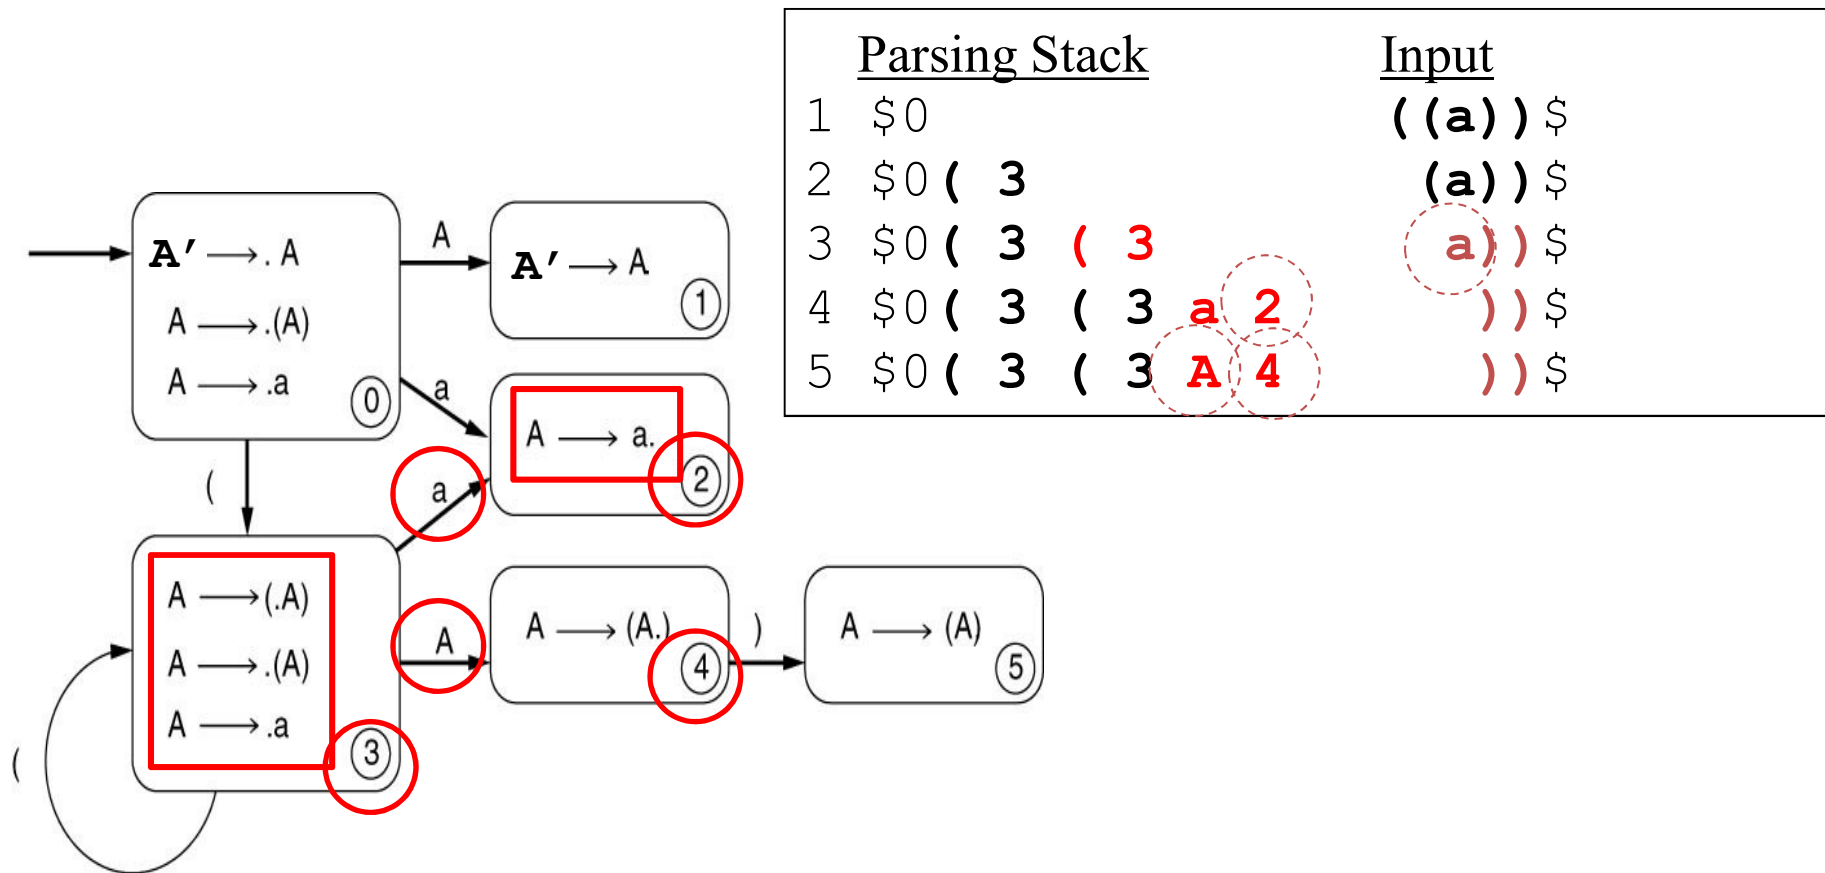 Parsing Stack Input
1 $0 ((a))$
2 $0( 3 (a))$
3 $0( 3 ( 3 a))$
4 $0( 3 ( 3 a 2 ))$
5 $0( 3 ( 3 A 4 ))$
A' → . A
A → .(A)
A → .a
0
A
A' → A.
1
a
A → a.
2
(
a
A → (.A)
A → .(A)
A → .a
3
(
A
A → (A.)
4
)
A → (A)
5